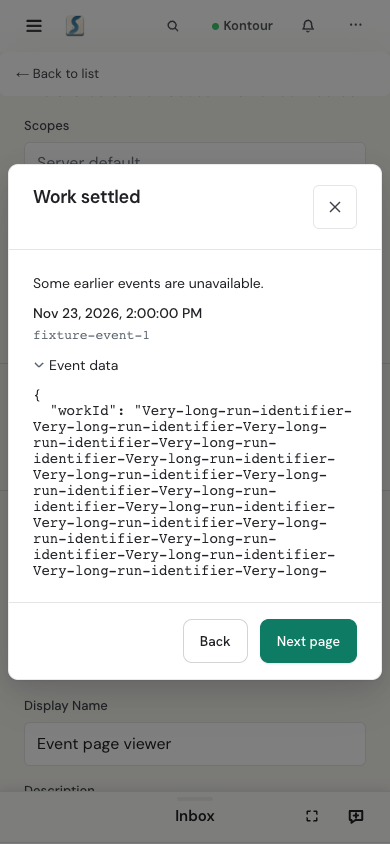 Kontour
← Back to list
Scopes
Server default
Work settled
Some earlier events are unavailable.
Nov 23, 2026, 2:00:00 PM
fixture-event-1
Event data
{
"workId": "Very-long-run-identifier-
Very-long-run-identifier-Very-long-
run-identifier-Very-long-run-
identifier-Very-long-run-identifier-
Very-long-run-identifier-Very-long-
run-identifier-Very-long-run-
identifier-Very-long-run-identifier-
Very-long-run-identifier-Very-long-
run-identifier-Very-long-run-
identifier-Very-long-run-identifier-
Very-long-run-identifier-Very-long-
Back
Next page
Display Name
Event page viewer
Description
Inbox